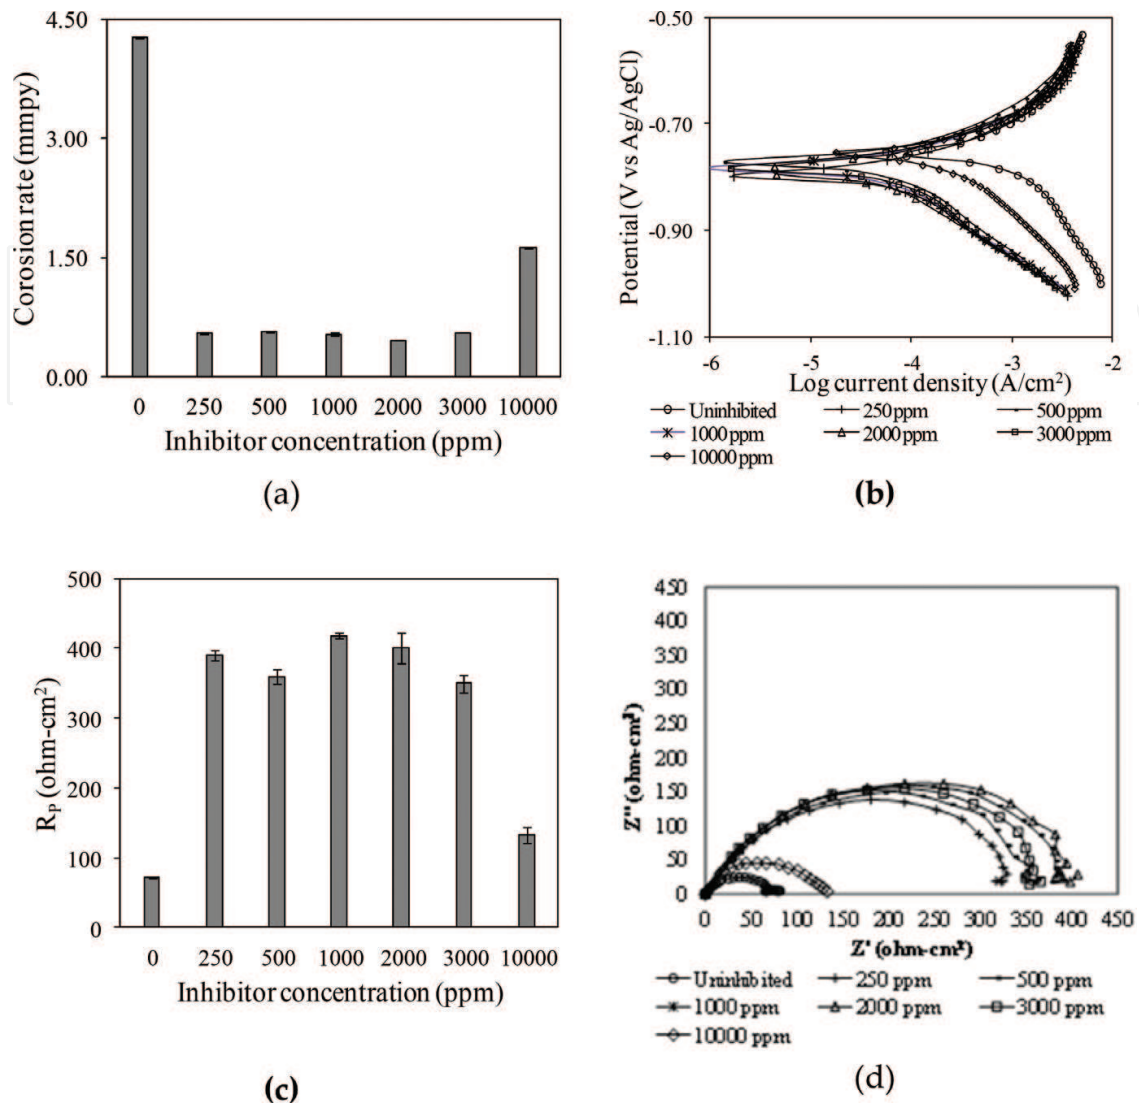 4.50
3.00
1.50
0.00
Corosion rate (mmpy)
0 250 500 1000 2000 3000 10000
Inhibitor concentration (ppm)
(a)
-0.50
-0.70
-0.90
-1.10
Potential (V vs Ag/AgCl)
-6 -5 -4 -3 -2
Log current density (A/cm²)
Uninhibited 250 ppm 500 ppm
1000 ppm 2000 ppm 3000 ppm
10000 ppm
(b)
500
400
300
200
100
0
R_P (ohm-cm²)
0 250 500 1000 2000 3000 10000
Inhibitor concentration (ppm)
(c)
450
400
350
300
250
200
150
100
50
0
Z'' (ohm-cm²)
0 50 100 150 200 250 300 350 400 450
Z' (ohm-cm²)
Uninhibited 250 ppm 500 ppm
1000 ppm 2000 ppm 3000 ppm
10000 ppm
(d)